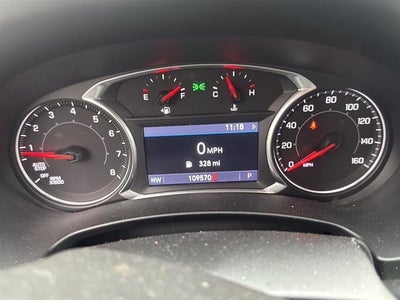 E F C H
11:18
0 MPH
328 mi
NW 109570 P
1 2 3 4 5 6 7 8
AUTO STOP
OFF
RPM
X1000
0 20 40 60 80 100 120 140 160
MPH